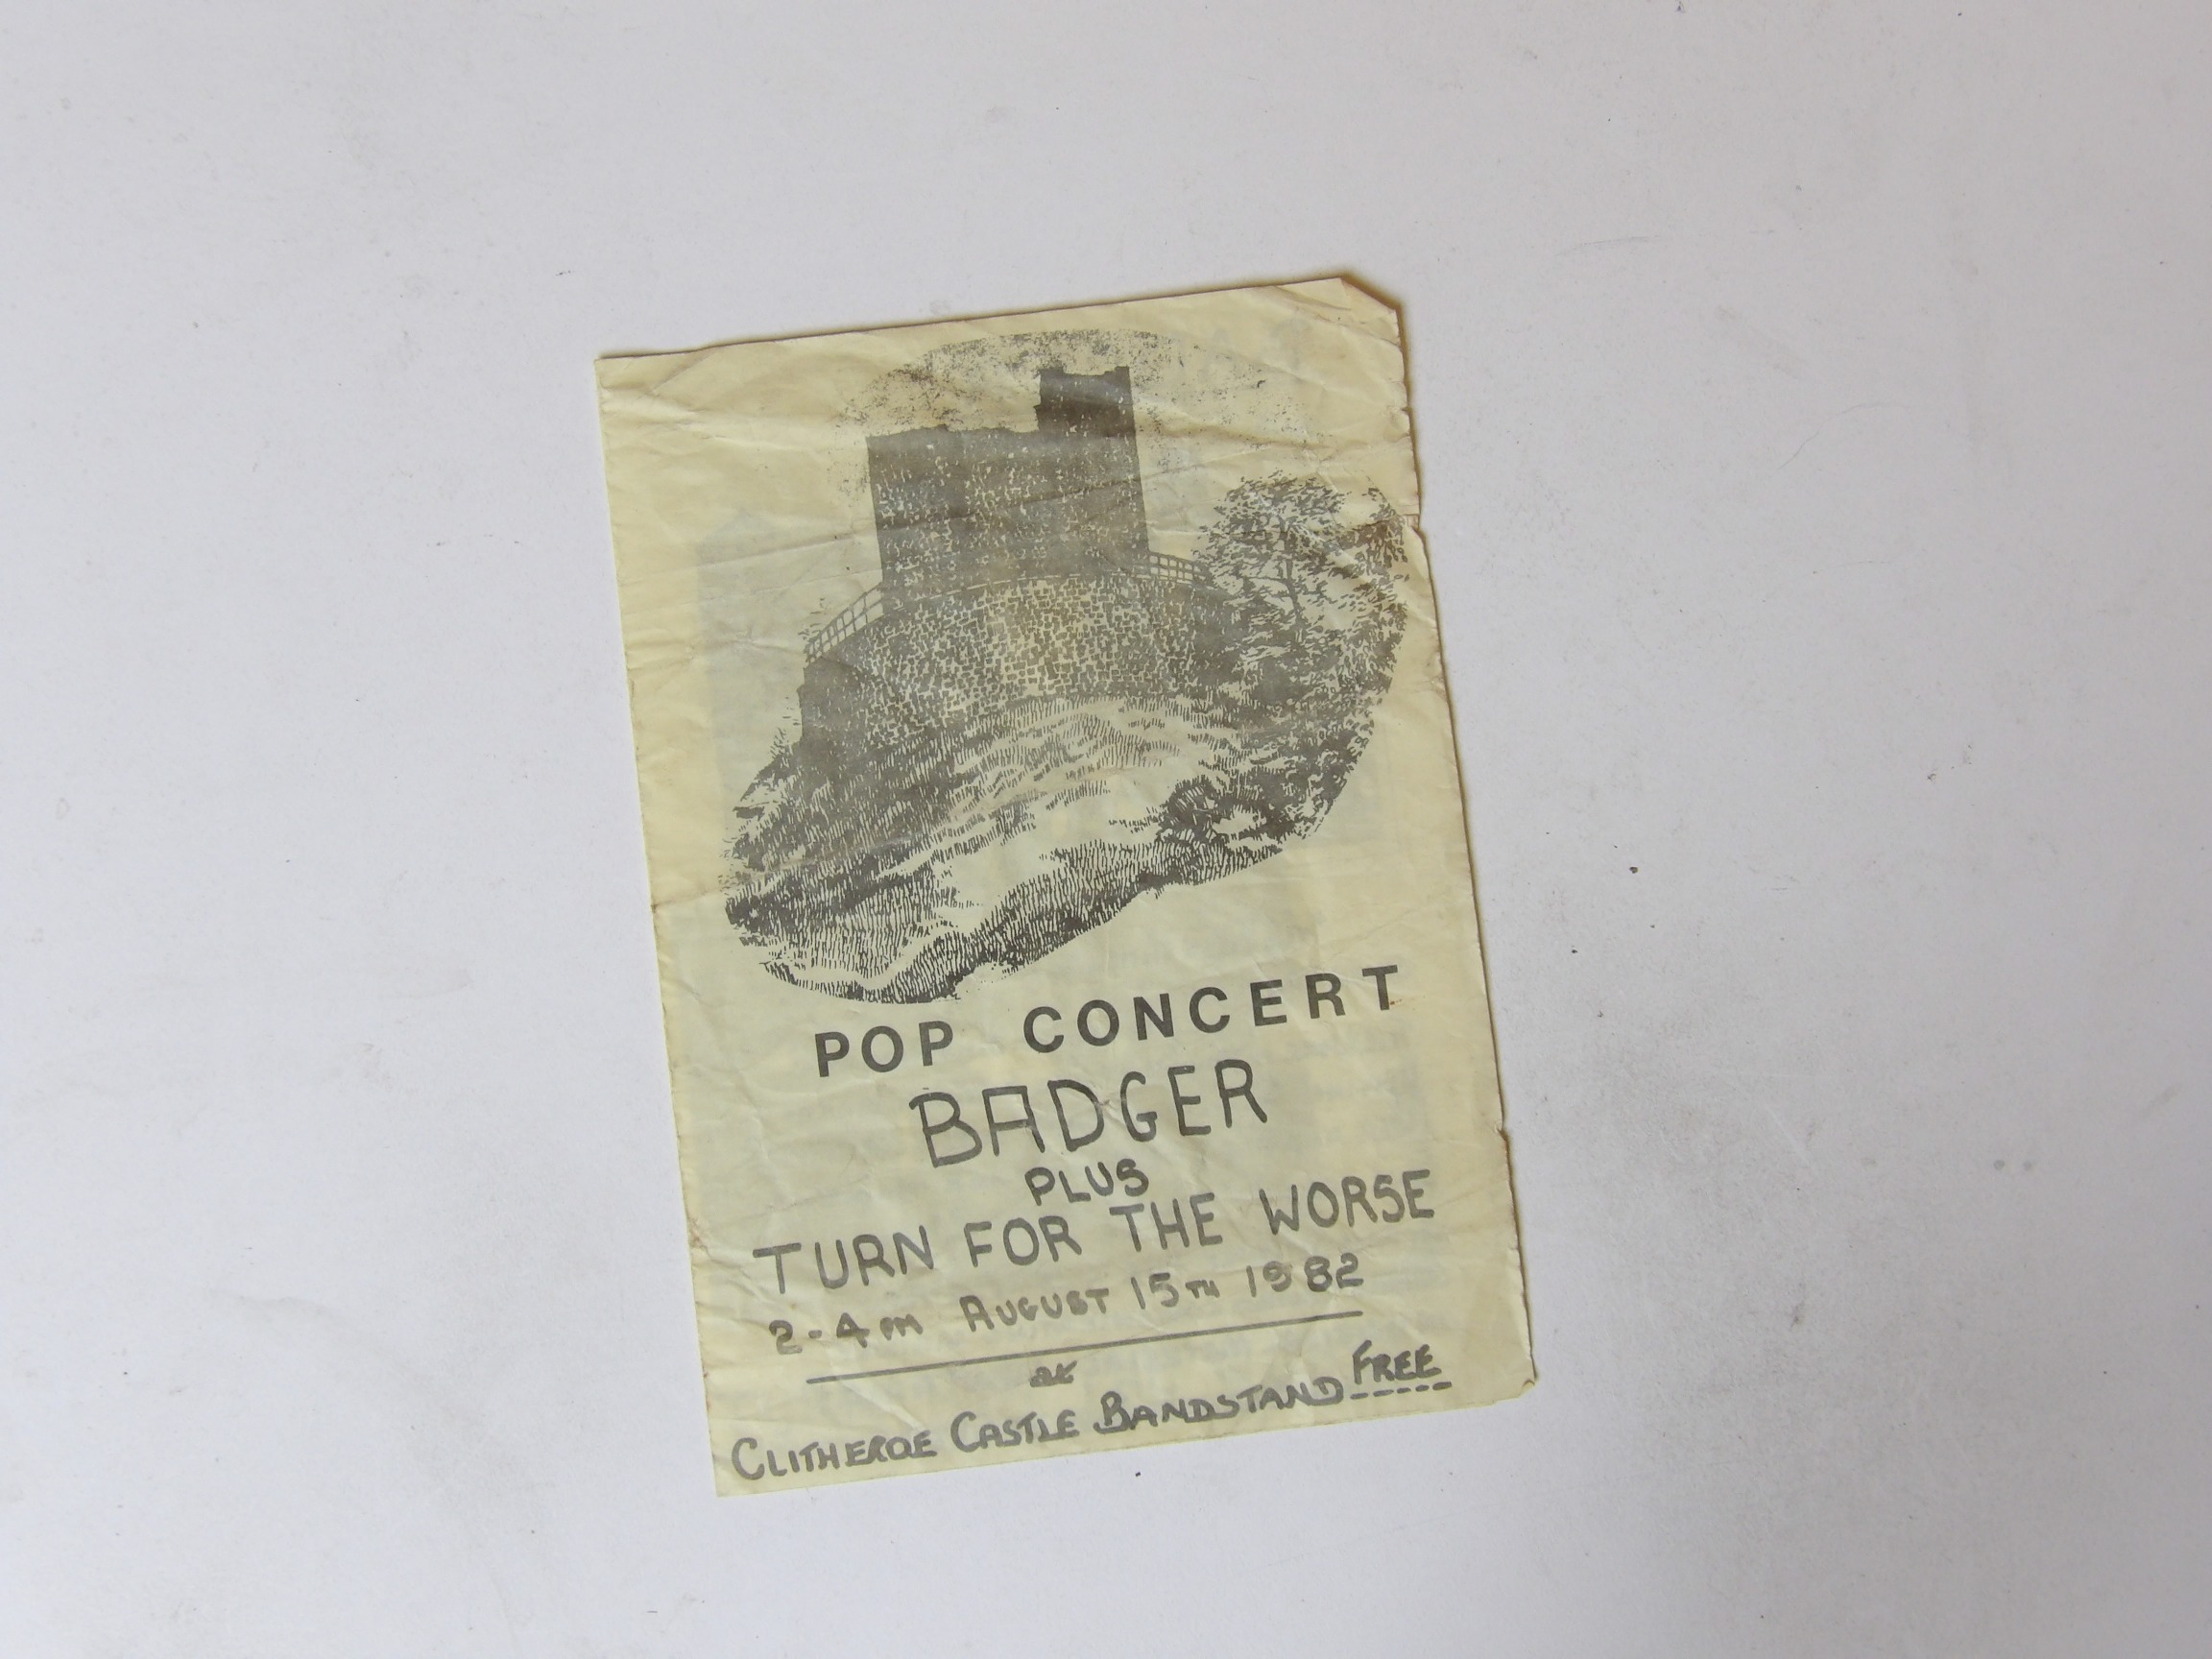 POP CONCERT
BADGER
PLUS
TURN FOR THE WORSE
2-4PM AUGUST 15TH 1982
at
CLITHEROE CASTLE BANDSTAND FREE